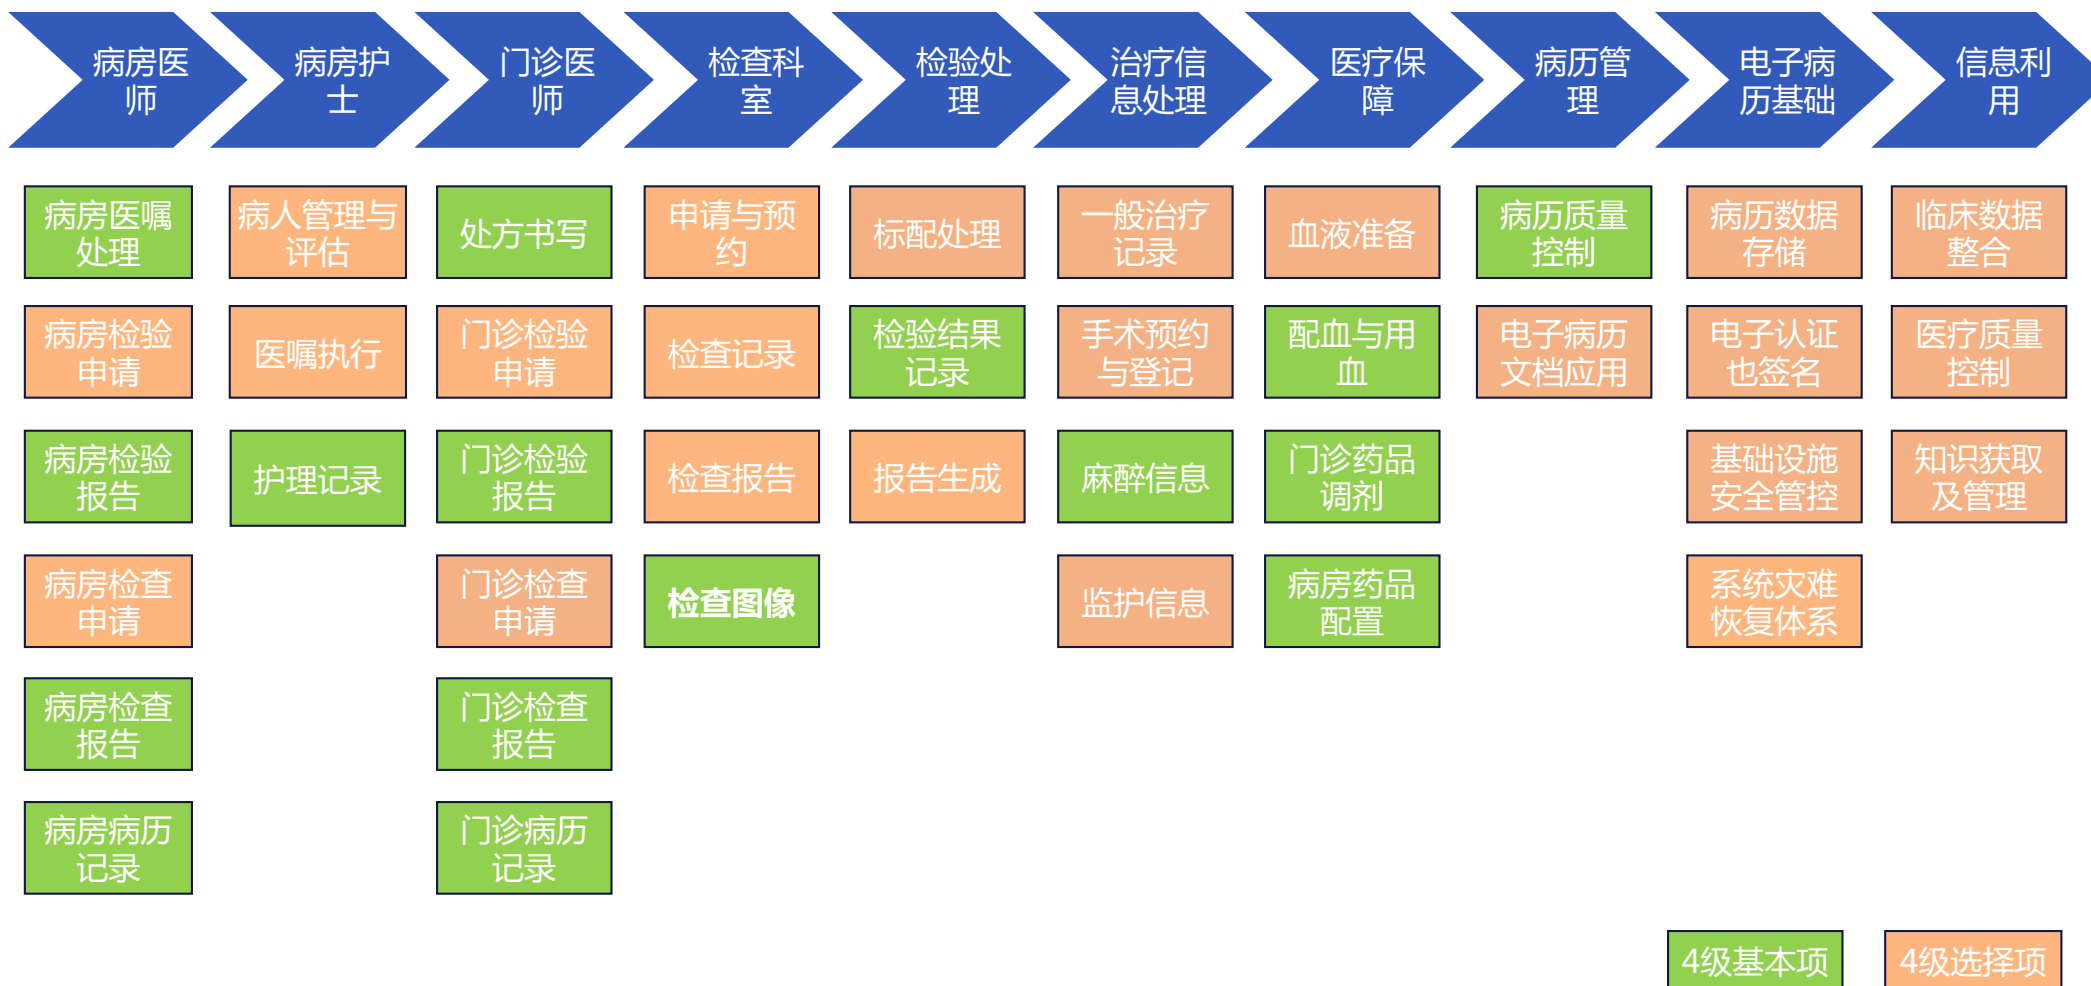 病房医
师
病房护
士
门诊医
师
检查科
室
检验处
理
治疗信
息处理
医疗保
障
病历管
理
电子病
历基础
信息利
用
病房医嘱
处理
病人管理与
评估
处方书写
申请与预
约
标配处理
一般治疗
记录
血液准备
病历质量
控制
病历数据
存储
临床数据
整合
病房检验
申请
医嘱执行
门诊检验
申请
检查记录
检验结果
记录
手术预约
与登记
配血与用
血
电子病历
文档应用
电子认证
也签名
医疗质量
控制
病房检验
报告
护理记录
门诊检验
报告
检查报告
报告生成
麻醉信息
门诊药品
调剂
基础设施
安全管控
知识获取
及管理
病房检查
申请
门诊检查
申请
检查图像
监护信息
病房药品
配置
系统灾难
恢复体系
病房检查
报告
门诊检查
报告
病房病历
记录
门诊病历
记录
4级基本项
4级选择项